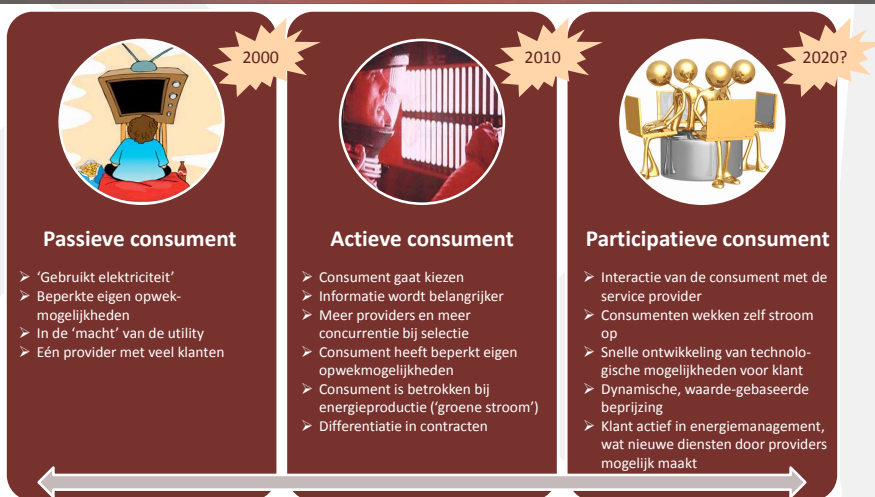 2000
Passieve consument
➢ ‘Gebruikt elektriciteit’
➢ Beperkte eigen opwek-
mogelijkheden
➢ In de ‘macht’ van de utility
➢ Eén provider met veel klanten
2010
Actieve consument
➢ Consument gaat kiezen
➢ Informatie wordt belangrijker
➢ Meer providers en meer
concurrentie bij selectie
➢ Consument heeft beperkt eigen
opwekmogelijkheden
➢ Consument is betrokken bij
energieproductie (‘groene stroom’)
➢ Differentiatie in contracten
2020?
Participatieve consument
➢ Interactie van de consument met de
service provider
➢ Consumenten wekken zelf stroom
op
➢ Snelle ontwikkeling van technolo-
gische mogelijkheden voor klant
➢ Dynamische, waarde-gebaseerde
beprijzing
➢ Klant actief in energiemanagement,
wat nieuwe diensten door providers
mogelijk maakt